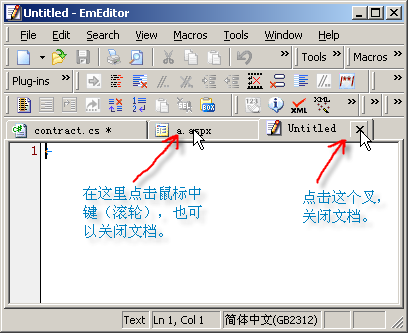 Untitled - EmEditor
File Edit Search View Macros Tools Window Help
Tools Macros
Plug-ins
contract.cs * a.aspx Untitled
1
在这里点击鼠标中
键（滚轮），也可
以关闭文档。
点击这个叉，
关闭文档。
Text Ln 1, Col 1 简体中文(GB2312)